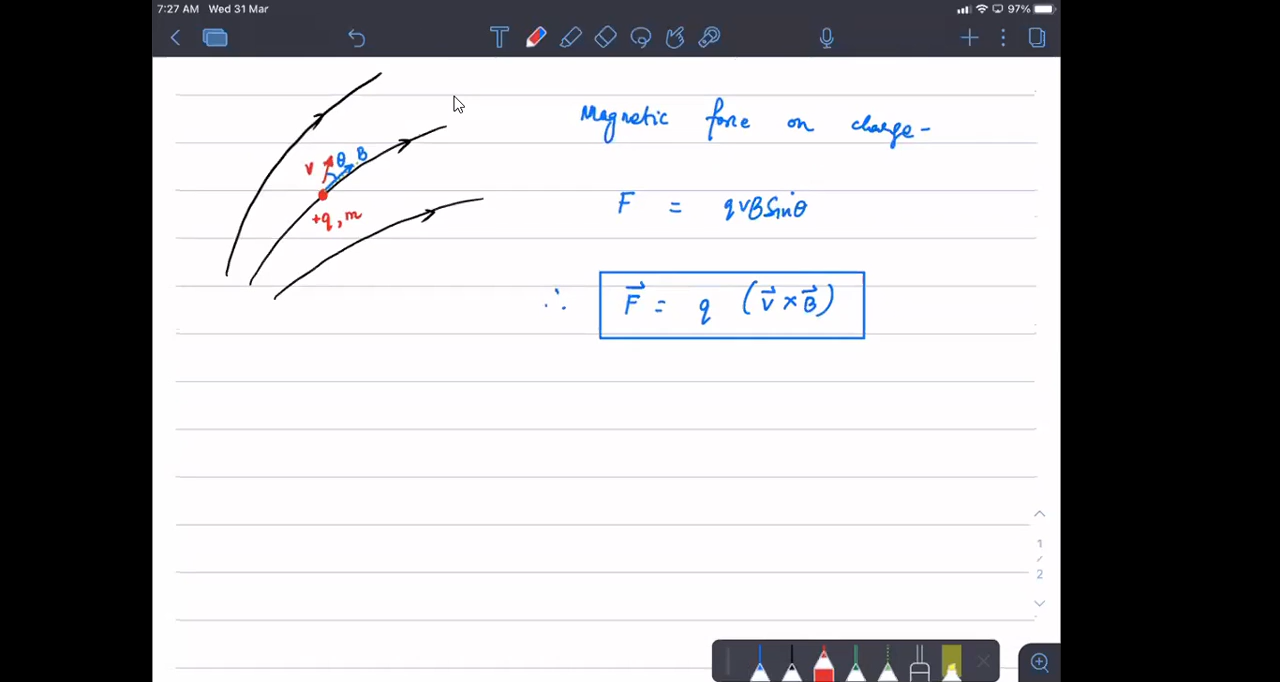 7:27 AM Wed 31 Mar
97%
T
Magnetic force on charge-
v θ B
+q, m
F = qvBSinθ
∴ F⃗ = q (v⃗ × B⃗)
1
/
2